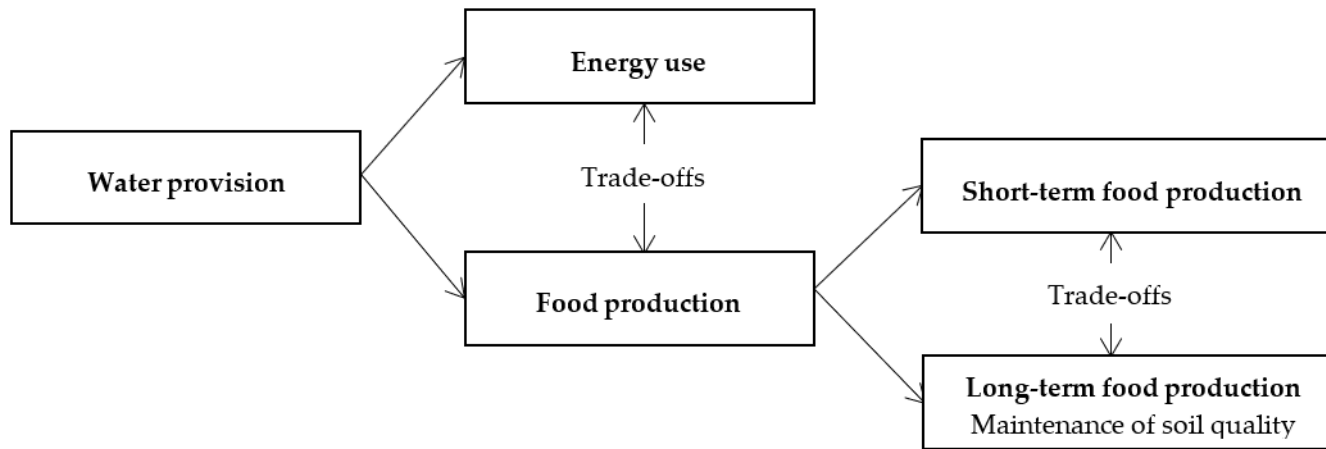 Energy use
Water provision
Trade-offs
Short-term food production
Food production
Trade-offs
Long-term food production
Maintenance of soil quality